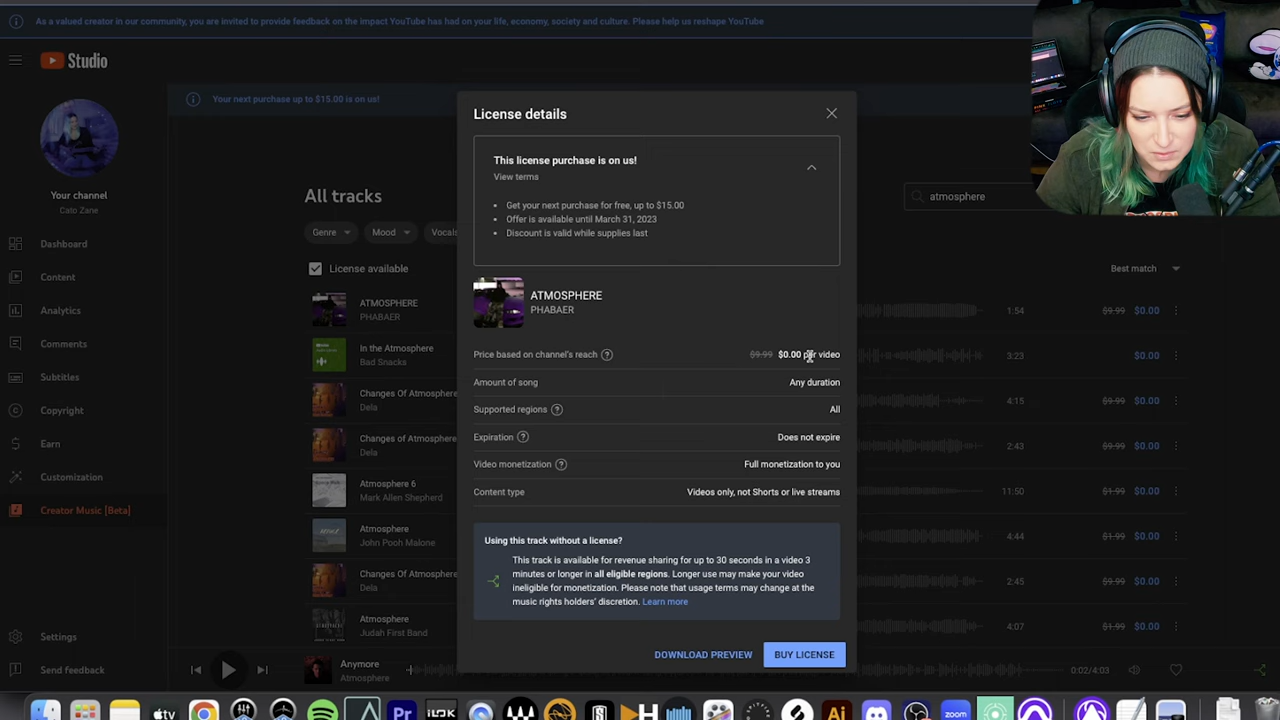 As a valued creator in our community, you are invited to provide feedback on the impact YouTube has had on your life, economy, society and culture. Please help us reshape YouTube
Studio
Your next purchase up to $15.00 is on us!
Your channel
Cato Zane
Dashboard
Content
Analytics
Comments
Subtitles
Copyright
Earn
Customization
Creator Music [Beta]
Settings
Send feedback
All tracks
atmosphere
Genre
Mood
Vocals
License available
Best match
ATMOSPHERE
PHABAER
1:54
$9.99
$0.00
In the Atmosphere
Bad Snacks
3:23
$0.00
Changes Of Atmosphere
Dela
4:15
$9.99
$0.00
Changes of Atmosphere
Dela
2:43
$9.99
$0.00
Atmosphere 6
Mark Allen Shepherd
11:50
$1.99
$0.00
Atmosphere
John Pooh Malone
4:44
$1.99
$0.00
Changes Of Atmosphere
Dela
2:45
$9.99
$0.00
Atmosphere
Judah First Band
4:07
$1.99
$0.00
Anymore
Atmosphere
0:02/4:03
License details
This license purchase is on us!
View terms
Get your next purchase for free, up to $15.00
Offer is available until March 31, 2023
Discount is valid while supplies last
ATMOSPHERE
PHABAER
Price based on channel's reach ? $9.99 $0.00 per video
Amount of song Any duration
Supported regions ? All
Expiration ? Does not expire
Video monetization ? Full monetization to you
Content type Videos only, not Shorts or live streams
Using this track without a license?
This track is available for revenue sharing for up to 30 seconds in a video 3
minutes or longer in all eligible regions. Longer use may make your video
ineligible for monetization. Please note that usage terms may change at the
music rights holders' discretion. Learn more
DOWNLOAD PREVIEW
BUY LICENSE
tv
Pr
iLOK
H
Ai
zoom